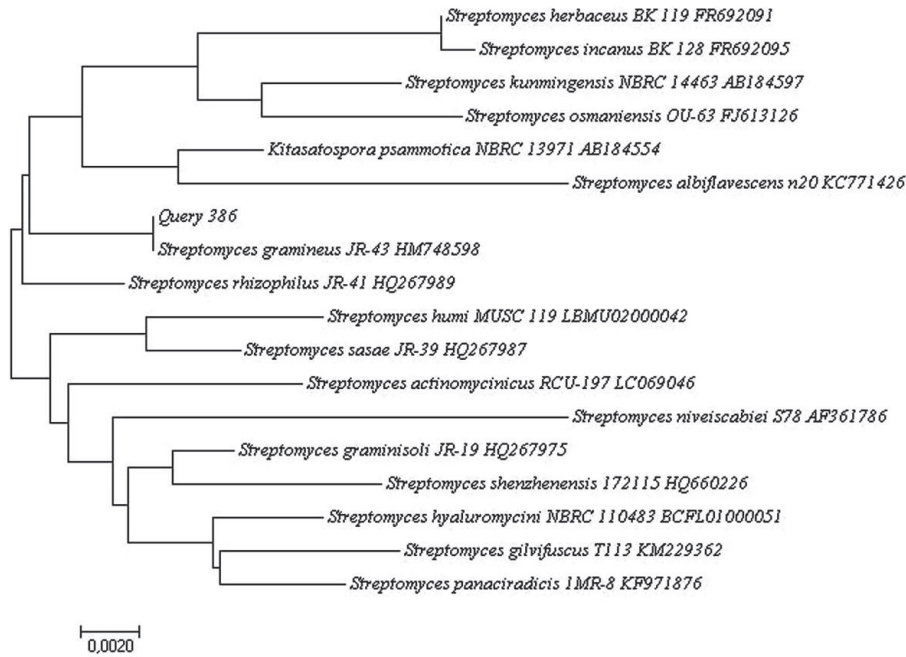 Streptomyces herbaceus BK 119 FR692091
Streptomyces incanus BK 128 FR692095
Streptomyces kunmingensis NBRC 14463 AB184597
Streptomyces osmaniensis OU-63 FJ613126
Kitasatospora psammotica NBRC 13971 AB184554
Streptomyces albiflavescens n20 KC771426
Query 386
Streptomyces gramineus JR-43 HM748598
Streptomyces rhizophilus JR-41 HQ267989
Streptomyces humi MUSC 119 LBMU02000042
Streptomyces sasae JR-39 HQ267987
Streptomyces actinomycinicus RCU-197 LC069046
Streptomyces niveiscabiei S78 AF361786
Streptomyces graminisoli JR-19 HQ267975
Streptomyces shenzhenensis 172115 HQ660226
Streptomyces hyaluromycini NBRC 110483 BCFL01000051
Streptomyces gilvifuscus T113 KM229362
Streptomyces panaciradicis 1MR-8 KF971876
0,0020